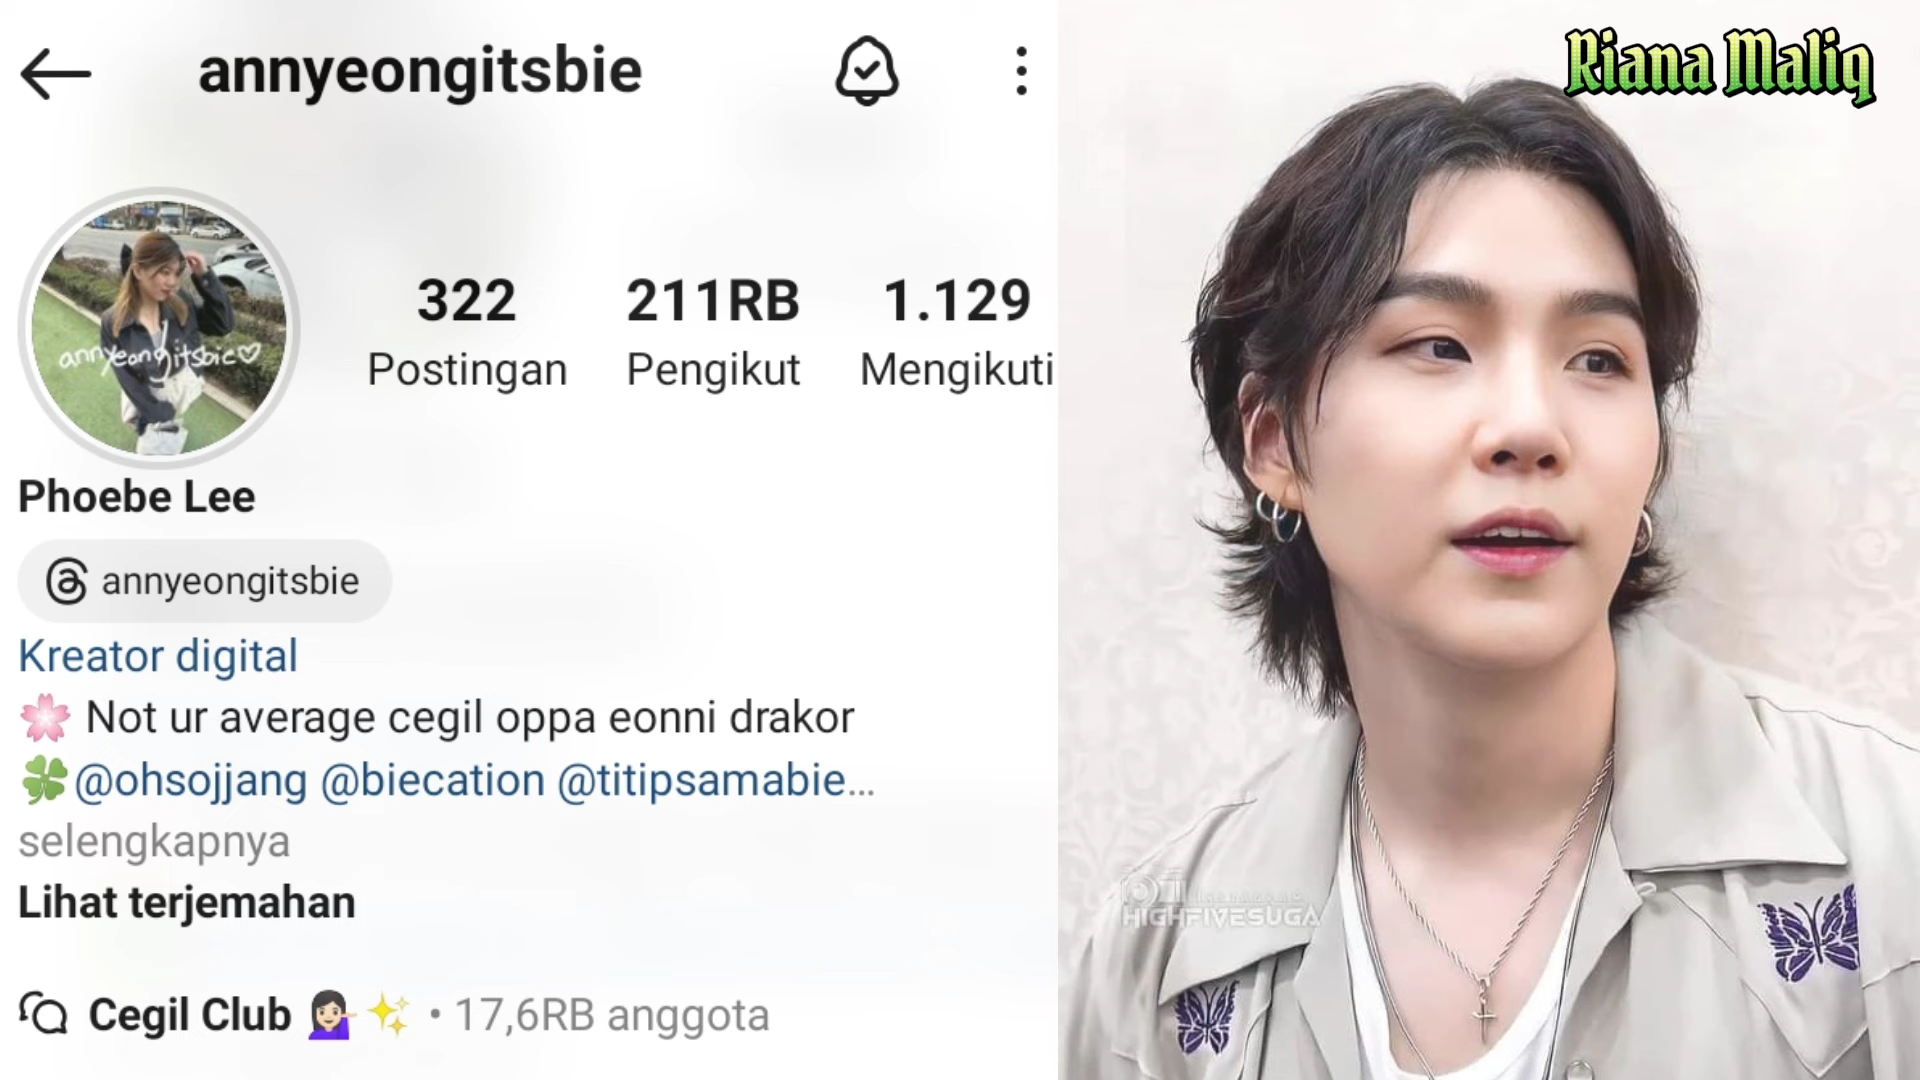 annyeongitsbie
annyeongitsbie♡
322
Postingan
211RB
Pengikut
1.129
Mengikuti
Phoebe Lee
annyeongitsbie
Kreator digital
🌸 Not ur average cegil oppa eonni drakor
🍀@ohsojjang @biecation @titipsamabie...
selengkapnya
Lihat terjemahan
Cegil Club 💁🏻‍♀️✨ • 17,6RB anggota
Riana Maliq
HIGHFIVESUGA